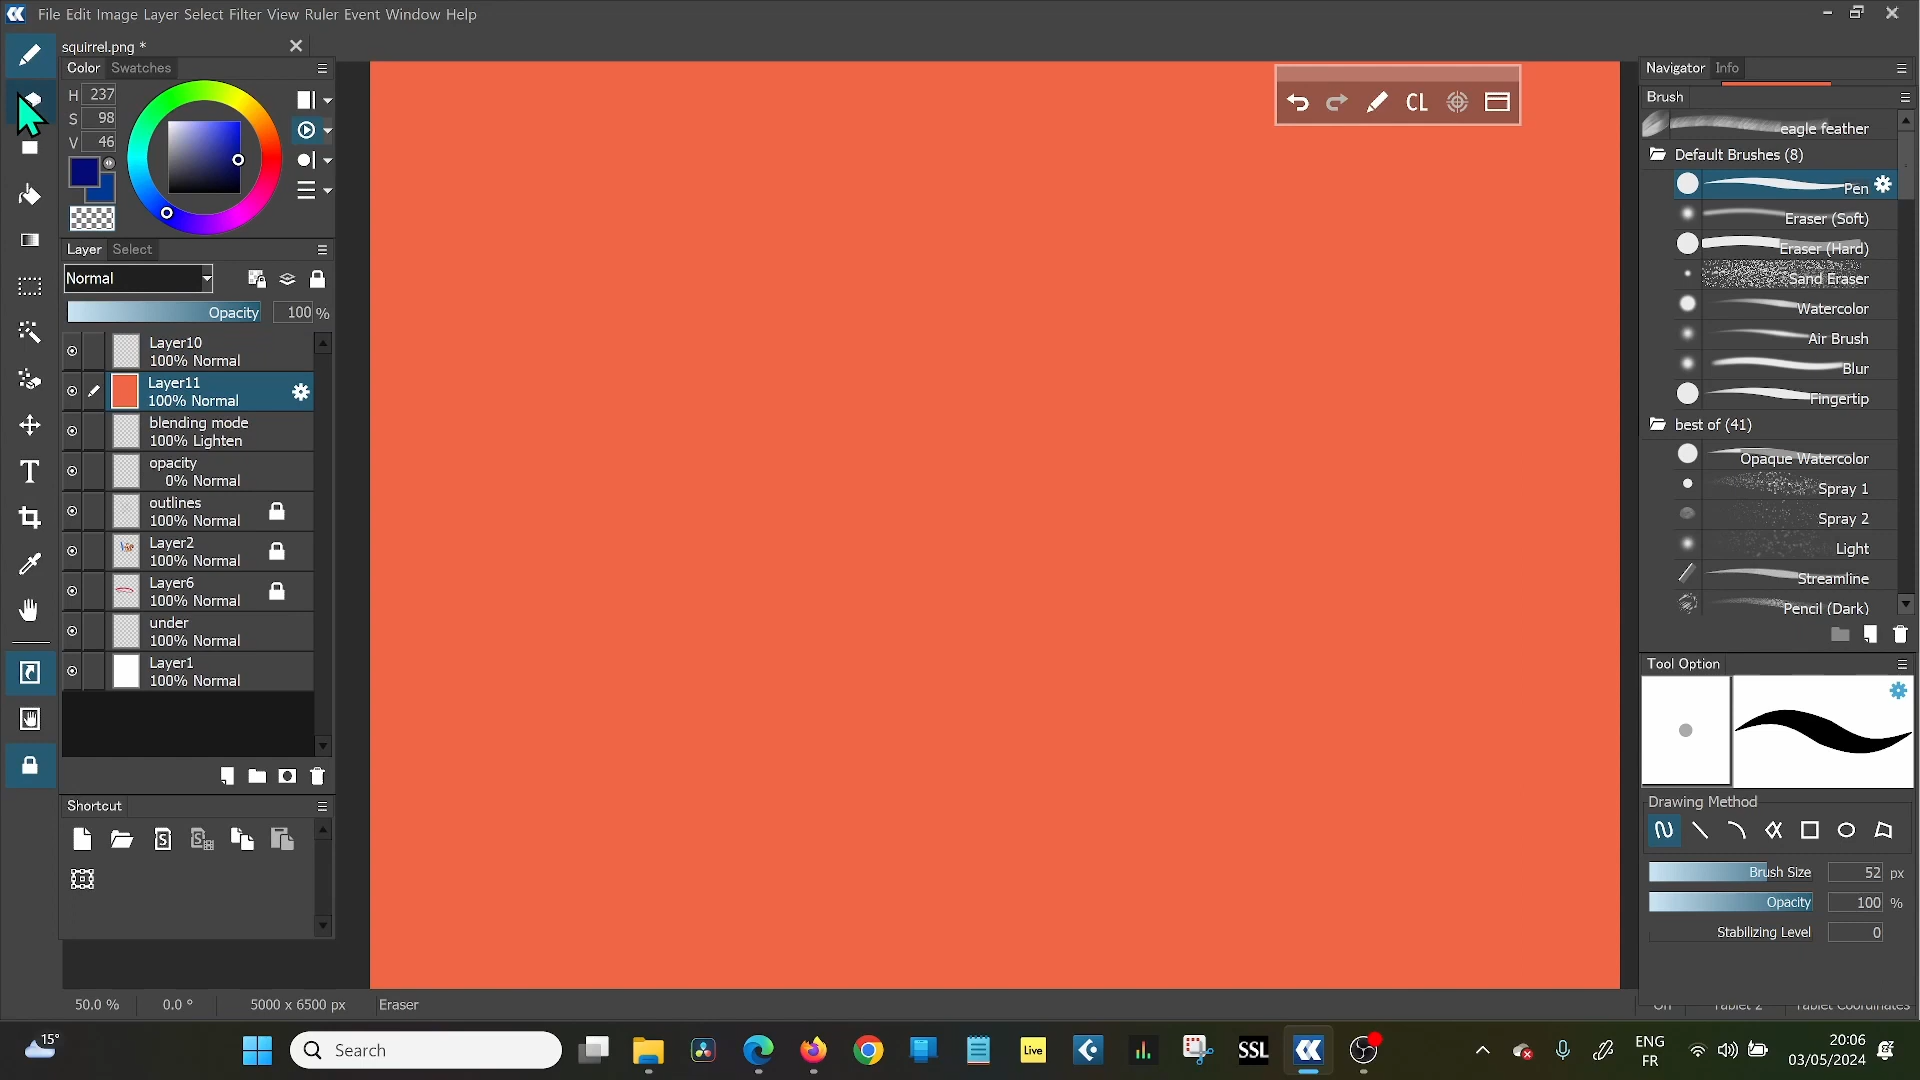 File Edit Image Layer Select Filter View Ruler Event Window Help
squirrel.png *
Color Swatches
H 237
S 98
V 46
Layer Select
Normal
Opacity 100 %
Layer10
100% Normal
Layer11
100% Normal
blending mode
100% Lighten
opacity
0% Normal
outlines
100% Normal
Layer2
100% Normal
Layer6
100% Normal
under
100% Normal
Layer1
100% Normal
Shortcut
CL
Navigator Info
Brush
eagle feather
Default Brushes (8)
Pen
Eraser (Soft)
Eraser (Hard)
Sand Eraser
Watercolor
Air Brush
Blur
Fingertip
best of (41)
Opaque Watercolor
Spray 1
Spray 2
Light
Streamline
Pencil (Dark)
Tool Option
Drawing Method
Brush Size 52 px
Opacity 100 %
Stabilizing Level 0
50.0 % 0.0 ° 5000 x 6500 px Eraser
On Tablet 2 Tablet Coordinates
15°
Search
Live
SSL
ENG
FR
20:06
03/05/2024